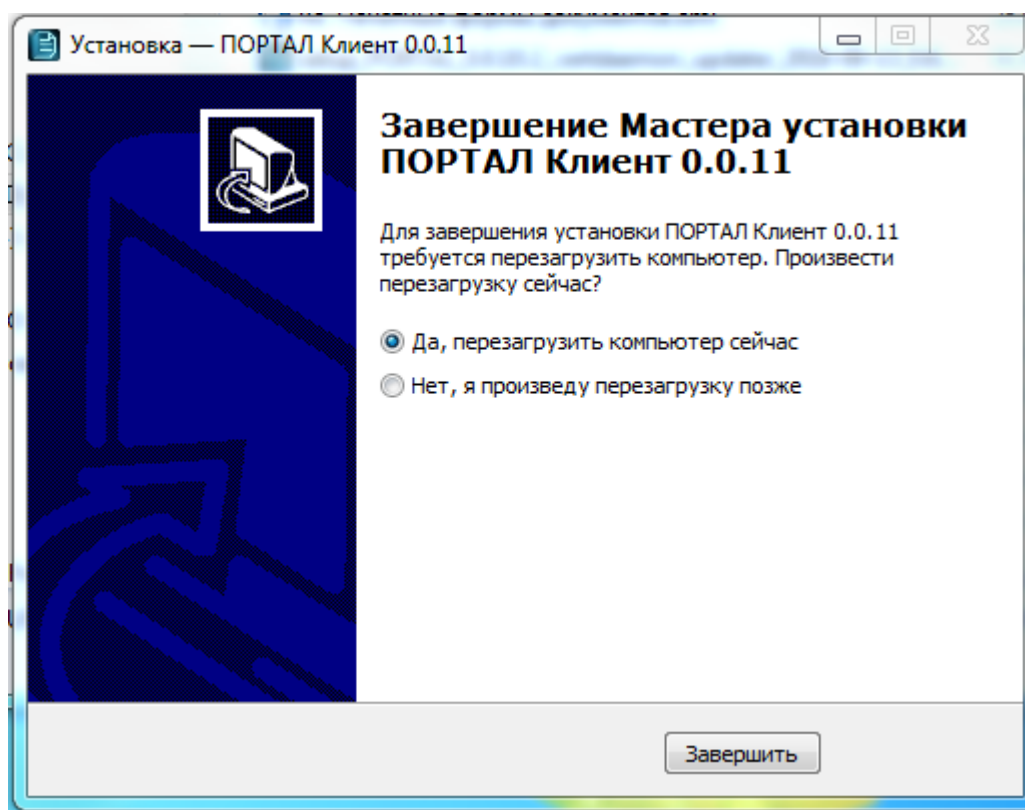 Установка — ПОРТАЛ Клиент 0.0.11
Завершение Мастера установки
ПОРТАЛ Клиент 0.0.11
Для завершения установки ПОРТАЛ Клиент 0.0.11
требуется перезагрузить компьютер. Произвести
перезагрузку сейчас?
Да, перезагрузить компьютер сейчас
Нет, я произведу перезагрузку позже
Завершить